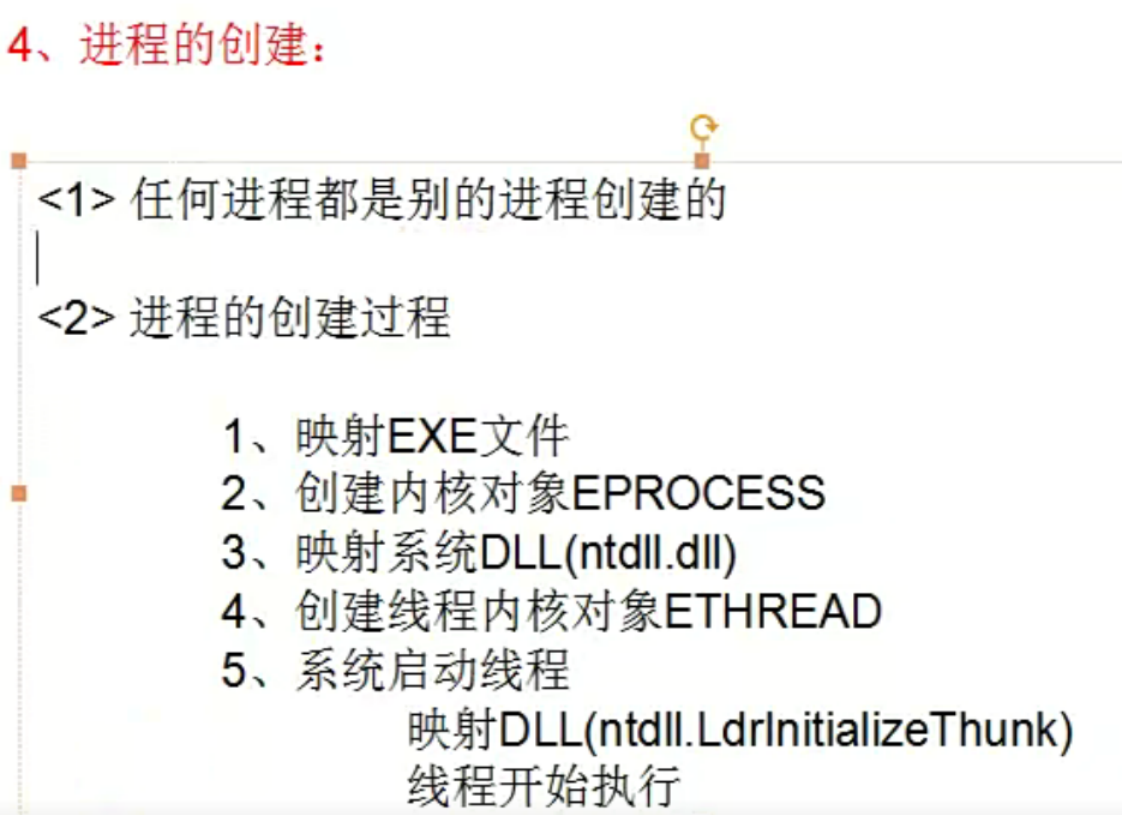 4、进程的创建：
<1> 任何进程都是别的进程创建的
<2> 进程的创建过程
1、映射EXE文件
2、创建内核对象EPROCESS
3、映射系统DLL(ntdll.dll)
4、创建线程内核对象ETHREAD
5、系统启动线程
映射DLL(ntdll.LdrInitializeThunk)
线程开始执行